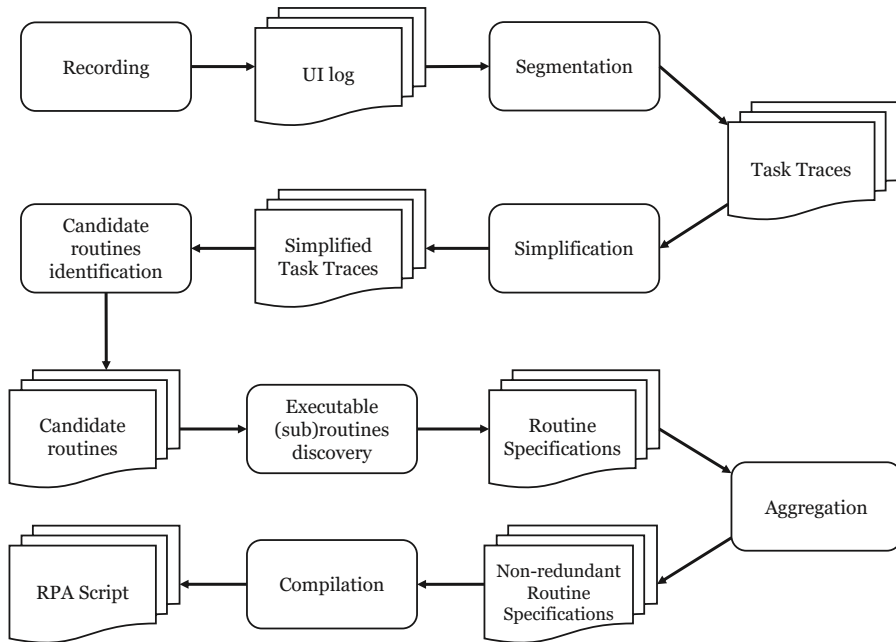 Recording
UI log
Segmentation
Task Traces
Simplification
Simplified
Task Traces
Candidate
routines
identification
Candidate
routines
Executable
(sub)routines
discovery
Routine
Specifications
Aggregation
Non-redundant
Routine
Specifications
Compilation
RPA Script